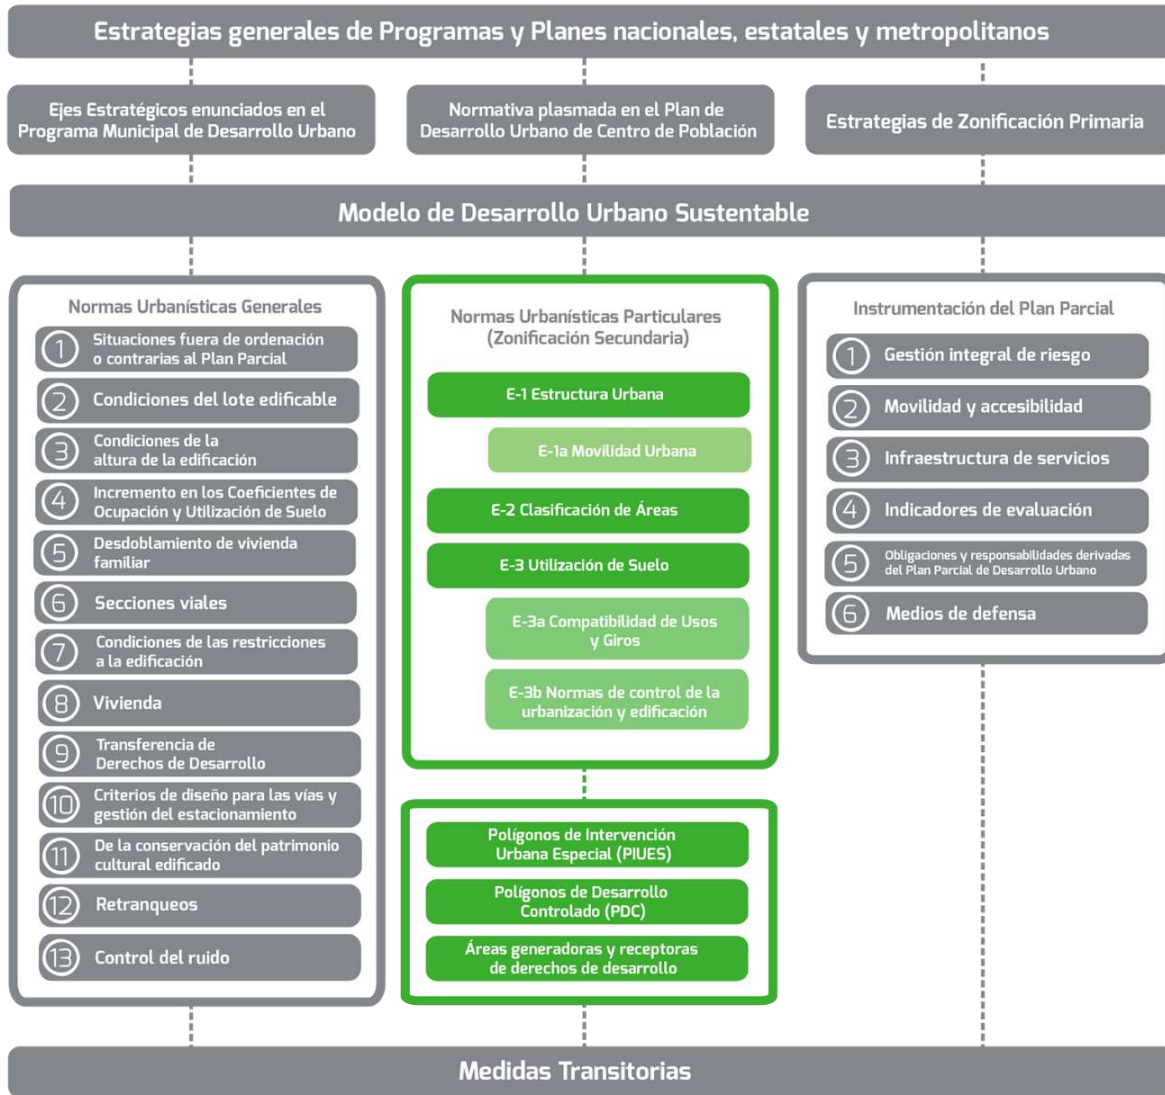 Estrategias generales de Programas y Planes nacionales, estatales y metropolitanos
Ejes Estratégicos enunciados en el
Programa Municipal de Desarrollo Urbano
Normativa plasmada en el Plan de
Desarrollo Urbano de Centro de Población
Estrategias de Zonificación Primaria
Modelo de Desarrollo Urbano Sustentable
Normas Urbanísticas Generales
1 Situaciones fuera de ordenación
o contrarias al Plan Parcial
2 Condiciones del lote edificable
3 Condiciones de la
altura de la edificación
4 Incremento en los Coeficientes de
Ocupación y Utilización de Suelo
5 Desdoblamiento de vivienda
familiar
6 Secciones viales
7 Condiciones de las restricciones
a la edificación
8 Vivienda
9 Transferencia de
Derechos de Desarrollo
10 Criterios de diseño para las vías y
gestión del estacionamiento
11 De la conservación del patrimonio
cultural edificado
12 Retranqueos
13 Control del ruido
Normas Urbanísticas Particulares
(Zonificación Secundaria)
E-1 Estructura Urbana
E-1a Movilidad Urbana
E-2 Clasificación de Áreas
E-3 Utilización de Suelo
E-3a Compatibilidad de Usos
y Giros
E-3b Normas de control de la
urbanización y edificación
Polígonos de Intervención
Urbana Especial (PIUES)
Polígonos de Desarrollo
Controlado (PDC)
Áreas generadoras y receptoras
de derechos de desarrollo
Instrumentación del Plan Parcial
1 Gestión integral de riesgo
2 Movilidad y accesibilidad
3 Infraestructura de servicios
4 Indicadores de evaluación
5 Obligaciones y responsabilidades derivadas
del Plan Parcial de Desarrollo Urbano
6 Medios de defensa
Medidas Transitorias